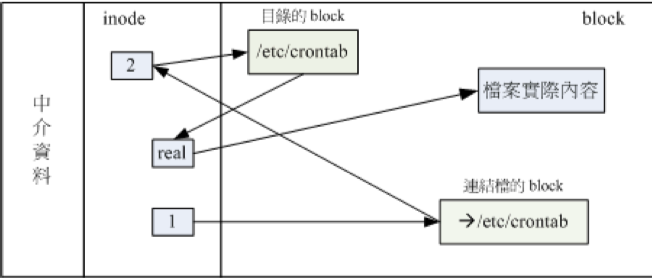 inode
目錄的 block
block
2
/etc/crontab
檔案實際內容
中
介
資
料
real
連結檔的 block
1
→/etc/crontab